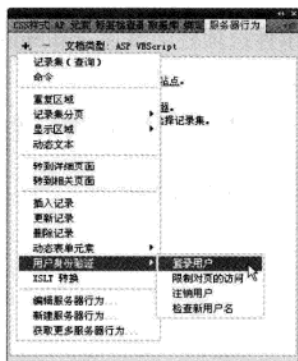 CSS样式 AP 元素 标签检查器 数据库 绑定 服务器行为
+ - 文档类型: ASP VBScript
记录集(查询)
命令
站点。
重复区域
记录集分页
择记录集。
显示区域
动态文本
转到详细页面
转到相关页面
插入记录
更新记录
删除记录
动态表单元素
用户身份验证
登录用户
XSLT 转换
限制对页的访问
注销用户
编辑服务器行为...
检查新用户名
新建服务器行为...
获取更多服务器行为...